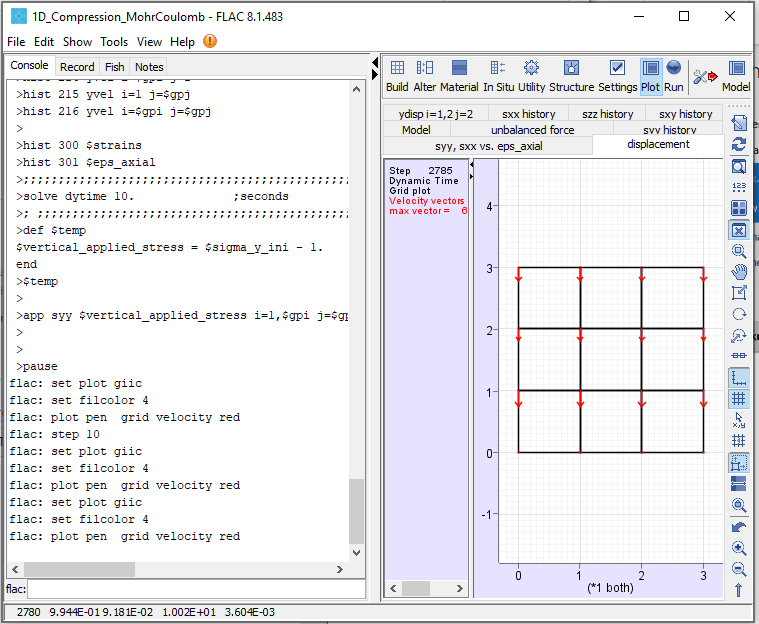 1D_Compression_MohrCoulomb - FLAC 8.1.483
File Edit Show Tools View Help
Console Record Fish Notes
>hist 215 yvel i=1 j=$gpj
>hist 216 yvel i=$gpi j=$gpj
>
>hist 300 $strains
>hist 301 $eps_axial
>;;;;;;;;;;;;;;;;;;;;;;;;;;;;;;;;;;;;;;;;;;;;;
>solve dytime 10. ;seconds
>; ;;;;;;;;;;;;;;;;;;;;;;;;;;;;;;;;;;;;;;;;;;;
>def $temp
$vertical_applied_stress = $sigma_y_ini - 1.
end
>$temp
>
>app syy $vertical_applied_stress i=1,$gpi j=$gp
>
>
>pause
flac: set plot giic
flac: set filcolor 4
flac: plot pen grid velocity red
flac: step 10
flac: set plot giic
flac: set filcolor 4
flac: plot pen grid velocity red
flac: set plot giic
flac: set filcolor 4
flac: plot pen grid velocity red
flac:
2780 9.944E-01 9.181E-02 1.002E+01 3.604E-03
Build Alter Material In Situ Utility Structure Settings Plot Run Model
ydisp i=1,2 j=2 sxx history szz history sxy history
Model unbalanced force syy history
syy, sxx vs. eps_axial displacement
Step 2785
Dynamic Time
Grid plot
Velocity vectors
max vector = 6
4
3
2
1
0
-1
0 1 2 3
(*1 both)
123
x,y